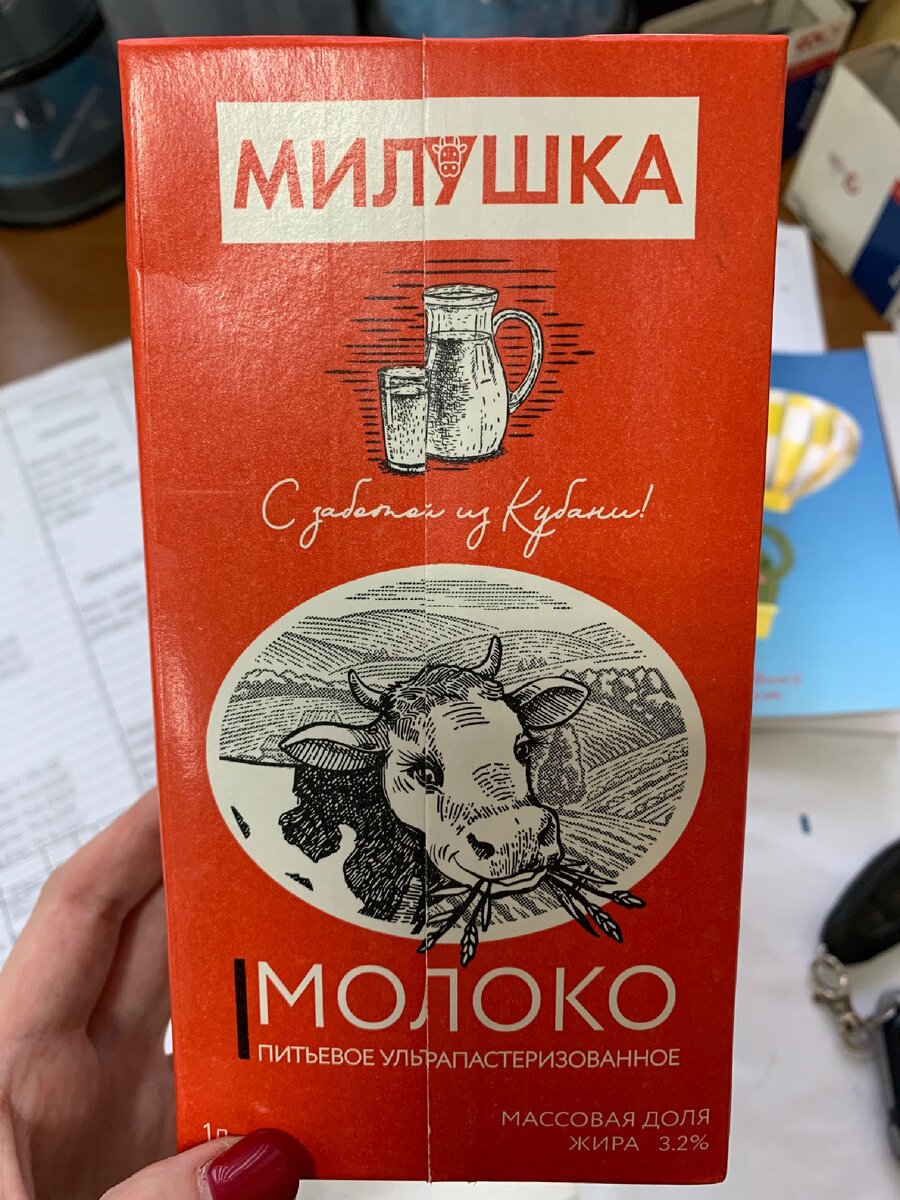 МИЛУШКА
С заботой из Кубани!
МОЛОКО
ПИТЬЕВОЕ УЛЬТРАПАСТЕРИЗОВАННОЕ
МАССОВАЯ ДОЛЯ
1л
ЖИРА 3.2%